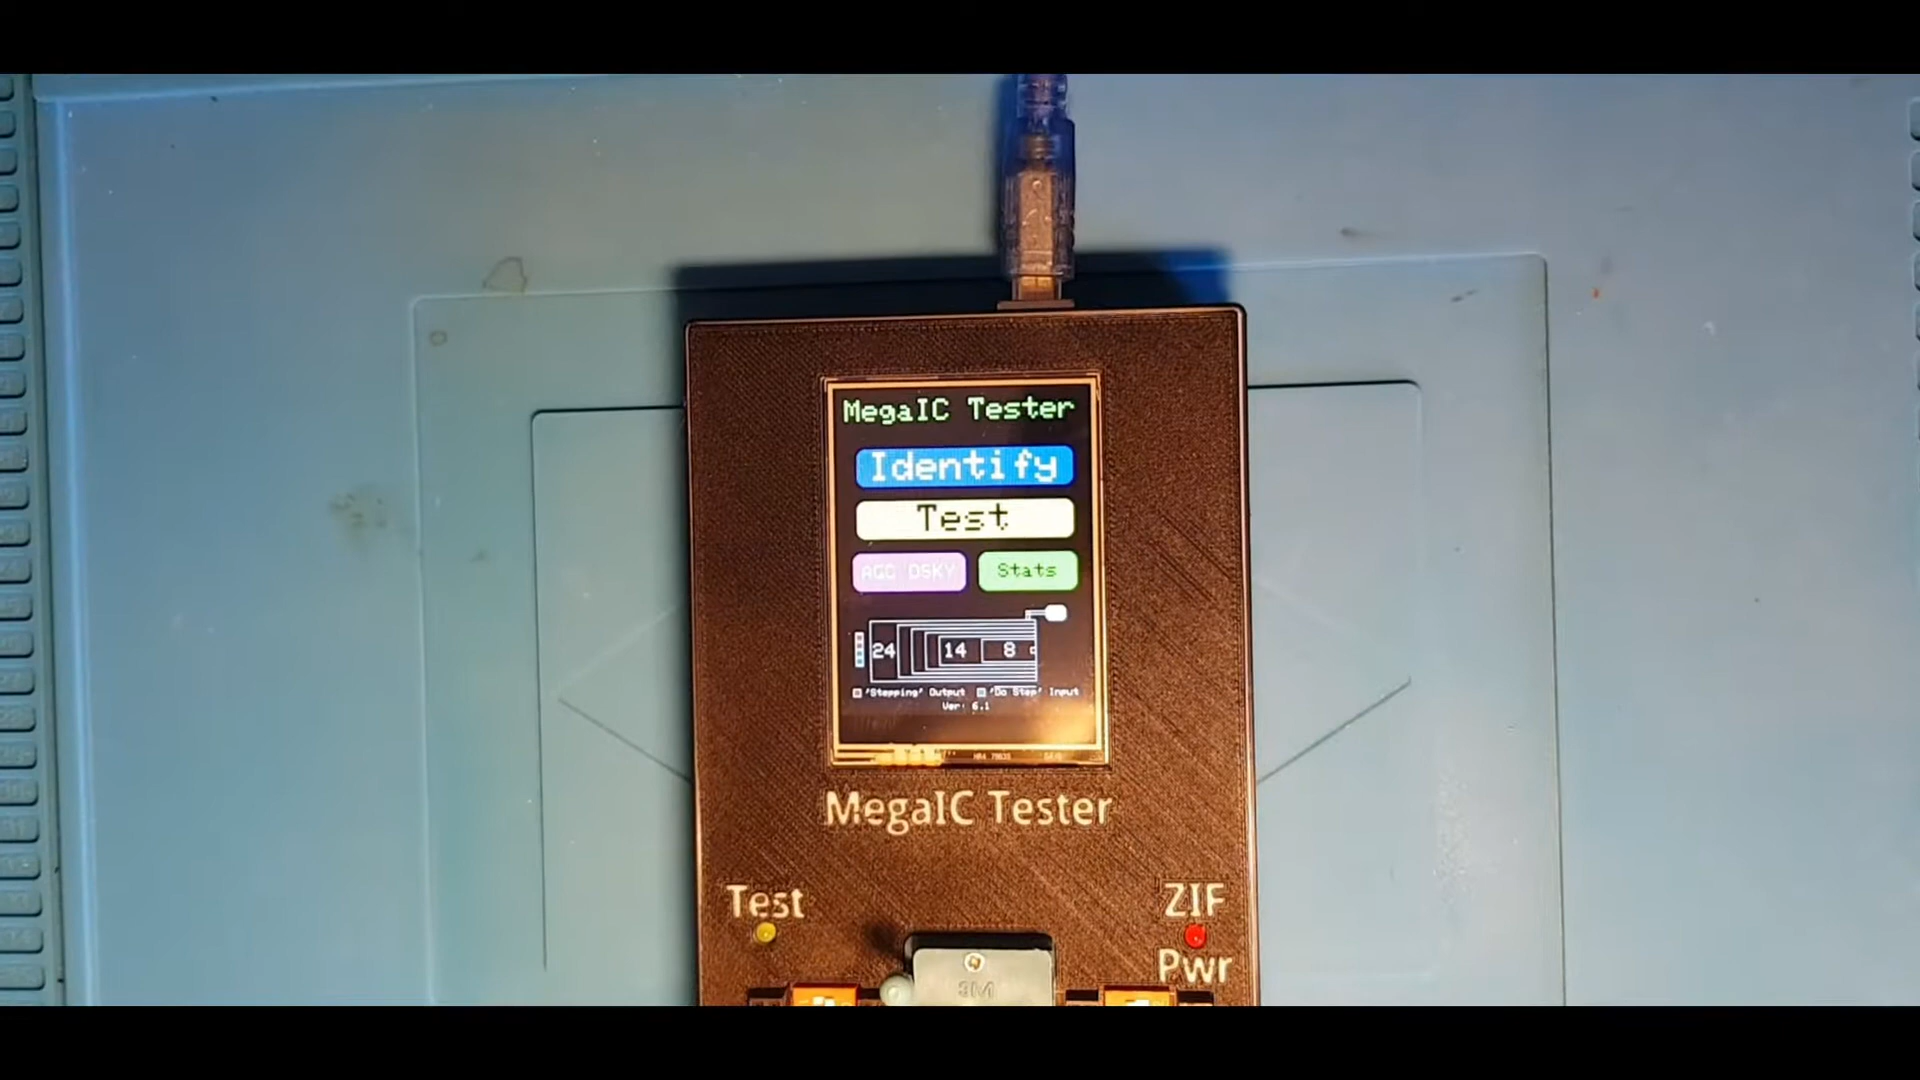 MegaIC Tester
Identify
Test
AGC DSKY
Stats
24 14 8
'Stepping' Output 'Do Step' Input
Ver: 6.1
MegaIC Tester
Test
ZIF
Pwr
3M